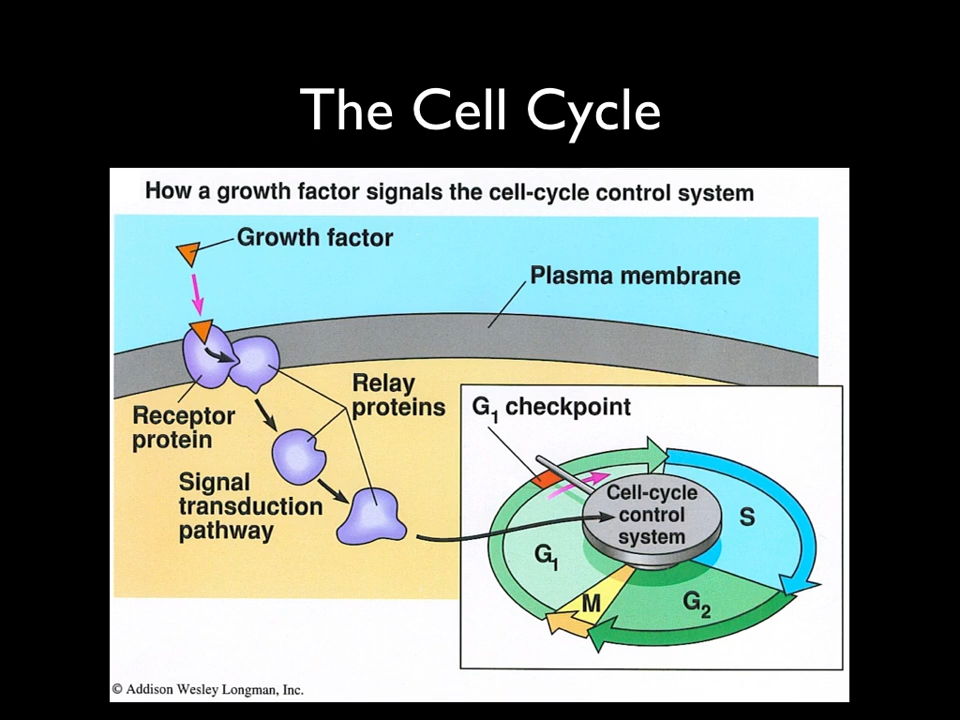 The Cell Cycle
How a growth factor signals the cell-cycle control system
Growth factor
Plasma membrane
Relay
proteins
Receptor
protein
Signal
transduction
pathway
G1 checkpoint
Cell-cycle
control
system
S
G1
M
G2
© Addison Wesley Longman, Inc.